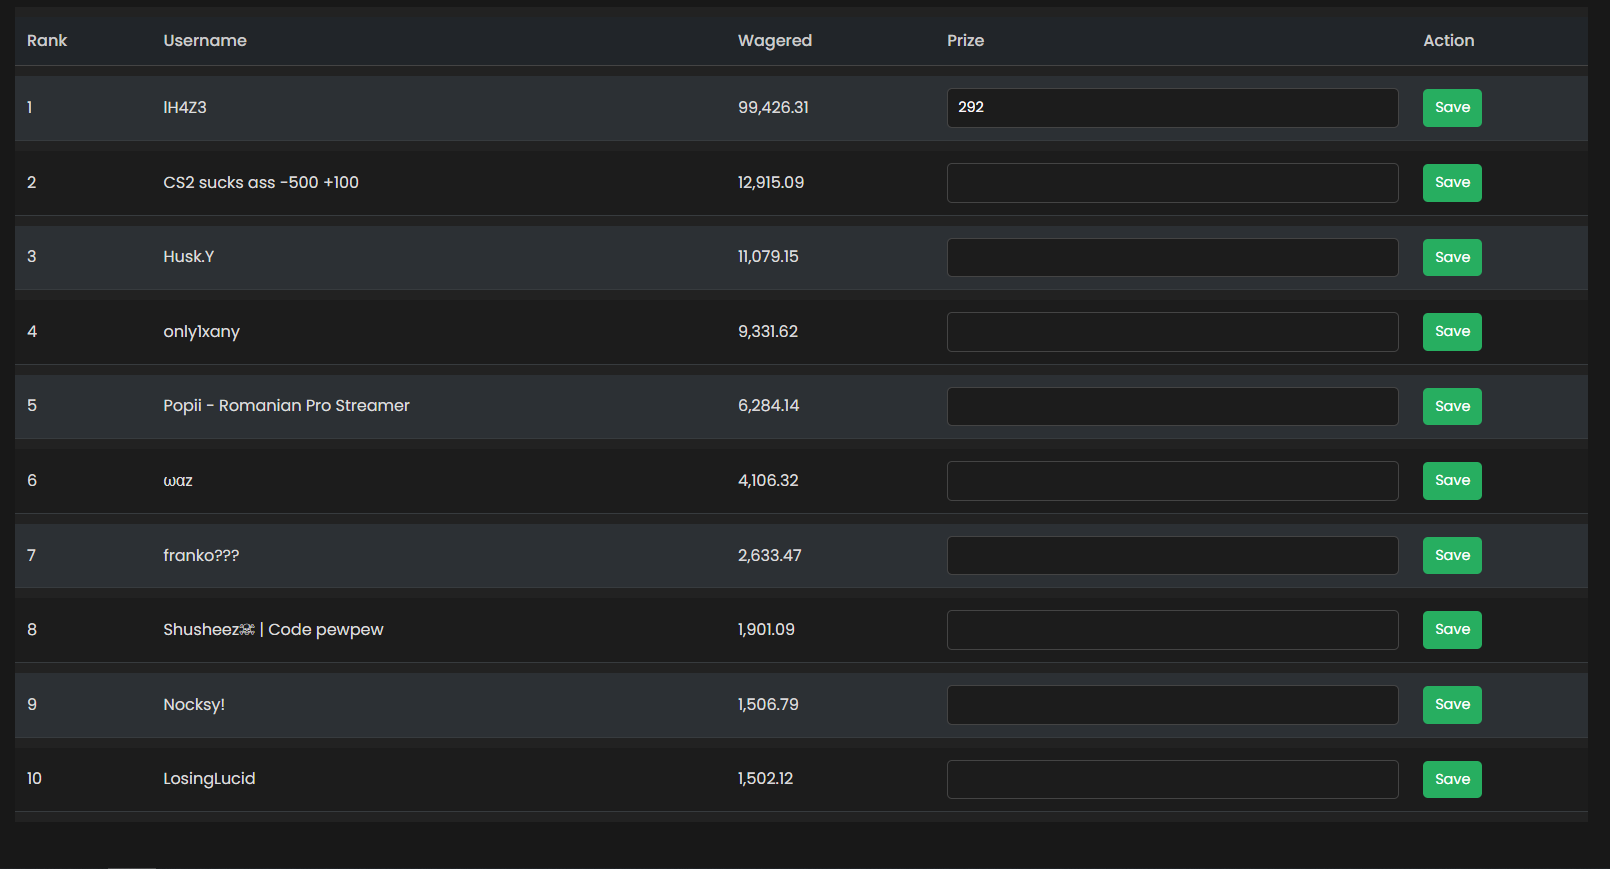 Rank Username Wagered Prize Action
1 lH4Z3 99,426.31 292 Save
2 CS2 sucks ass -500 +100 12,915.09 Save
3 Husk.Y 11,079.15 Save
4 only1xany 9,331.62 Save
5 Popii - Romanian Pro Streamer 6,284.14 Save
6 ωαz 4,106.32 Save
7 franko??? 2,633.47 Save
8 Shusheez☠ | Code pewpew 1,901.09 Save
9 Nocksy! 1,506.79 Save
10 LosingLucid 1,502.12 Save